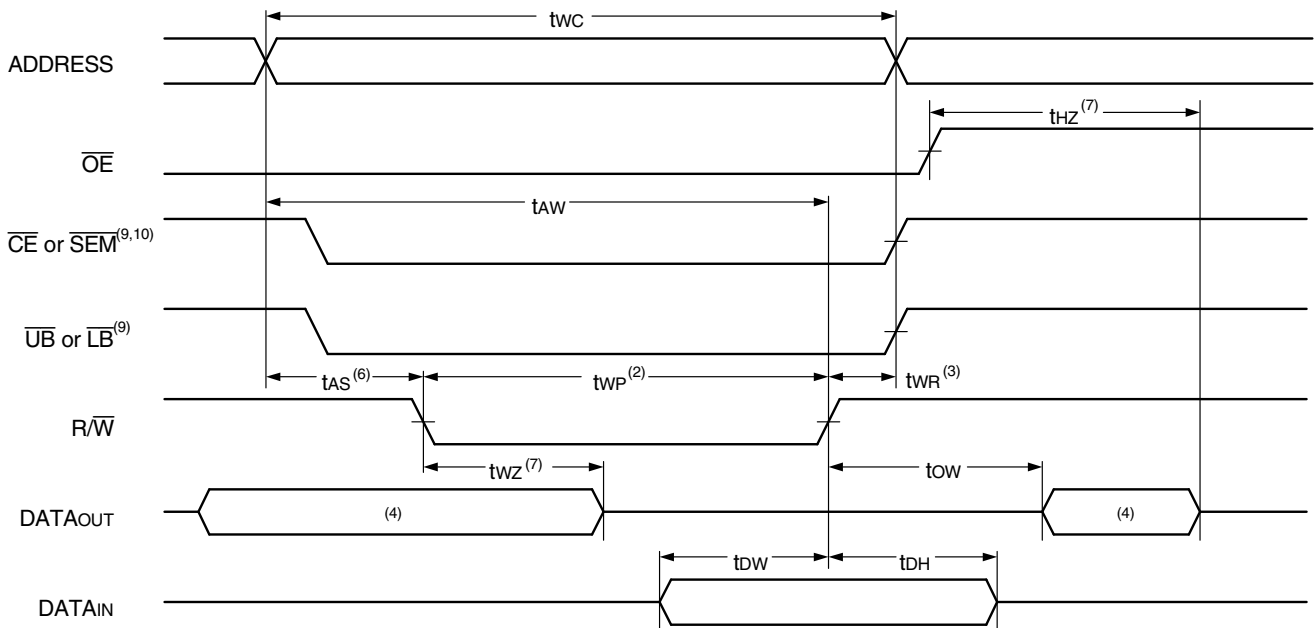 tWC
ADDRESS
tHZ(7)
OE
tAW
CE or SEM(9,10)
UB or LB(9)
tAS(6) tWP(2) tWR(3)
R/W
tWZ(7) tOW
DATAOUT (4) (4)
tDW tDH
DATAIN